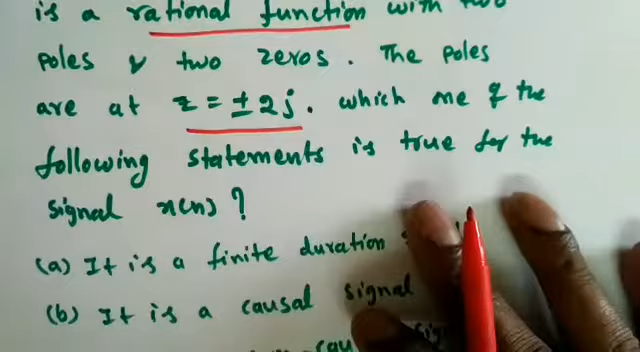 is a rational function with two
poles & two zeros. The poles
are at z = ±2j. which one of the
following statements is true for the
signal x(n) ?
(a) It is a finite duration
(b) It is a causal signal